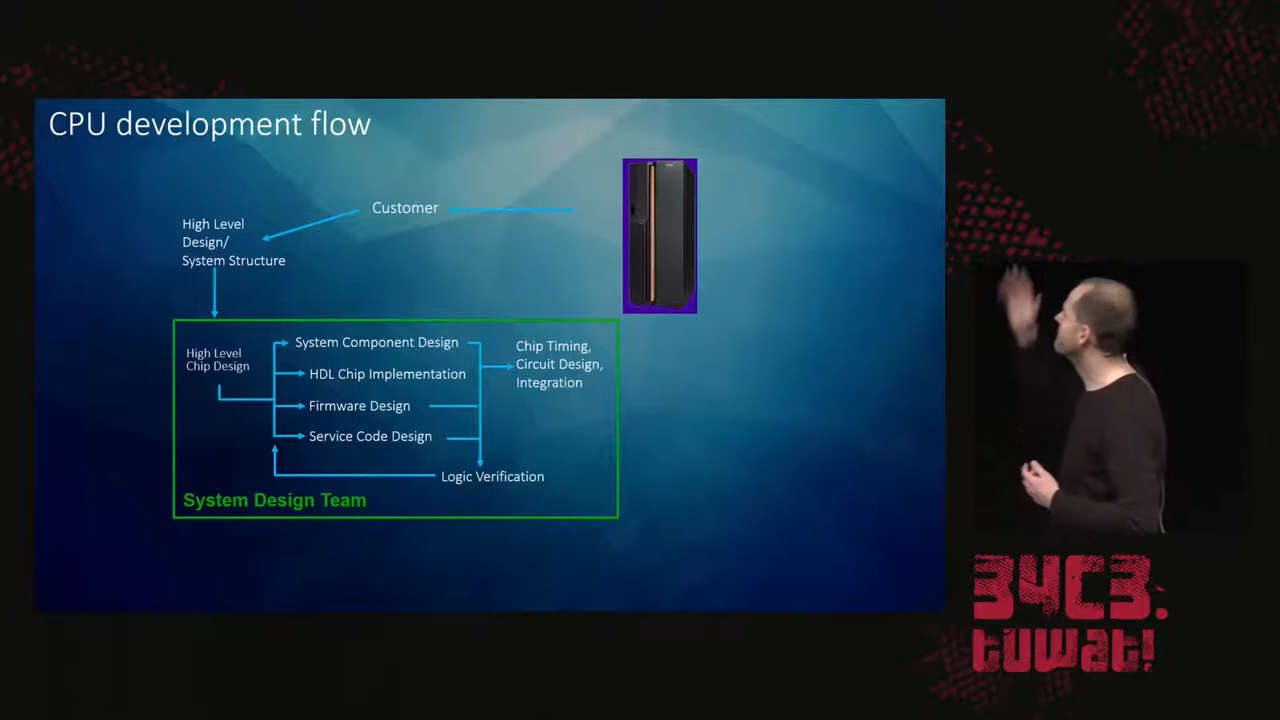 CPU development flow
Customer
High Level
Design/
System Structure
High Level
Chip Design
System Component Design
HDL Chip Implementation
Firmware Design
Service Code Design
Chip Timing,
Circuit Design,
Integration
Logic Verification
System Design Team
34C3.
tuwat!